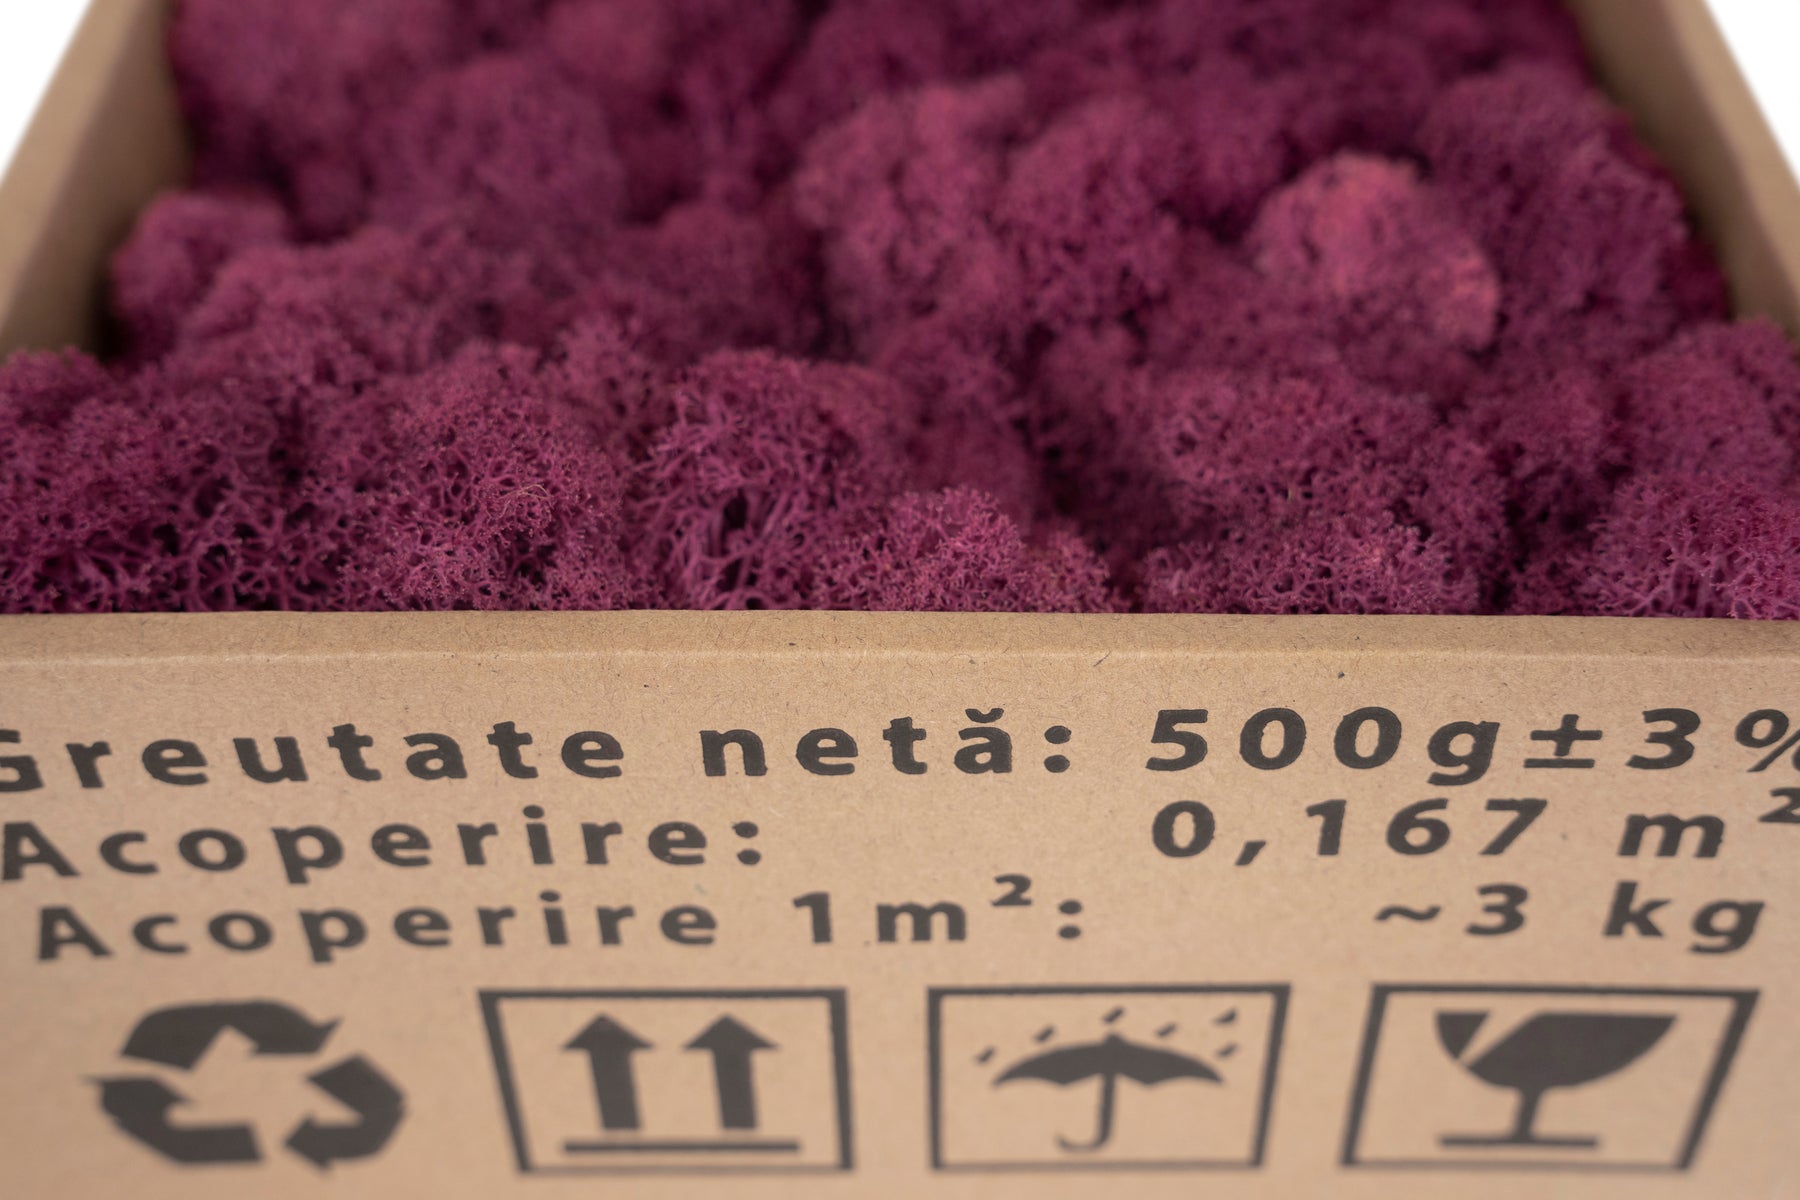 Greutate netă: 500g±3%
Acoperire: 0,167 m²
Acoperire 1m²: ~3 kg